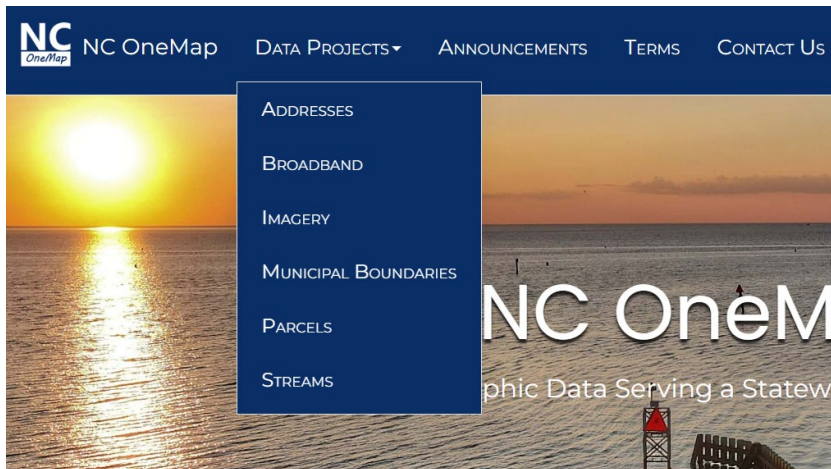 NC
OneMap
NC OneMap
Data Projects
Announcements
Terms
Contact Us
Addresses
Broadband
Imagery
Municipal Boundaries
Parcels
Streams
NC OneM
phic Data Serving a Statew